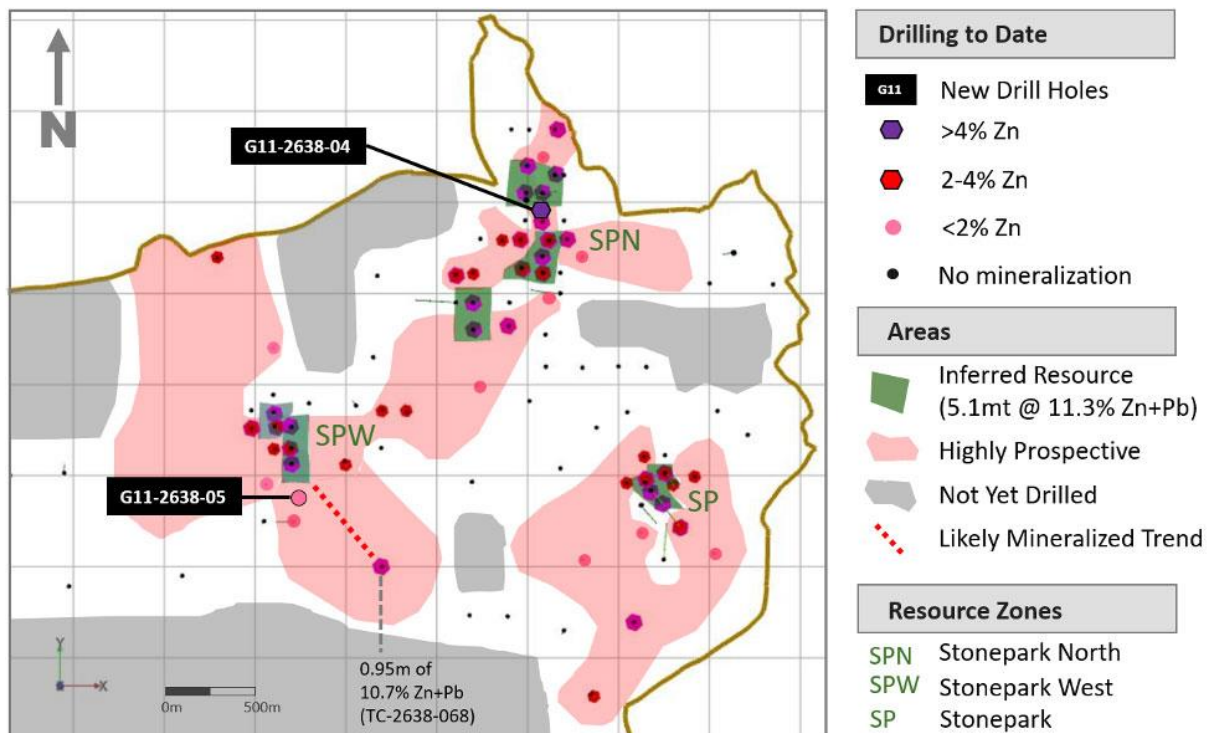 N
G11-2638-04
SPN
SPW
G11-2638-05
SP
0.95m of
10.7% Zn+Pb
(TC-2638-068)
Y
X
0m
500m
Drilling to Date
G11
New Drill Holes
>4% Zn
2-4% Zn
<2% Zn
No mineralization
Areas
Inferred Resource
(5.1mt @ 11.3% Zn+Pb)
Highly Prospective
Not Yet Drilled
Likely Mineralized Trend
Resource Zones
SPN Stonepark North
SPW Stonepark West
SP Stonepark